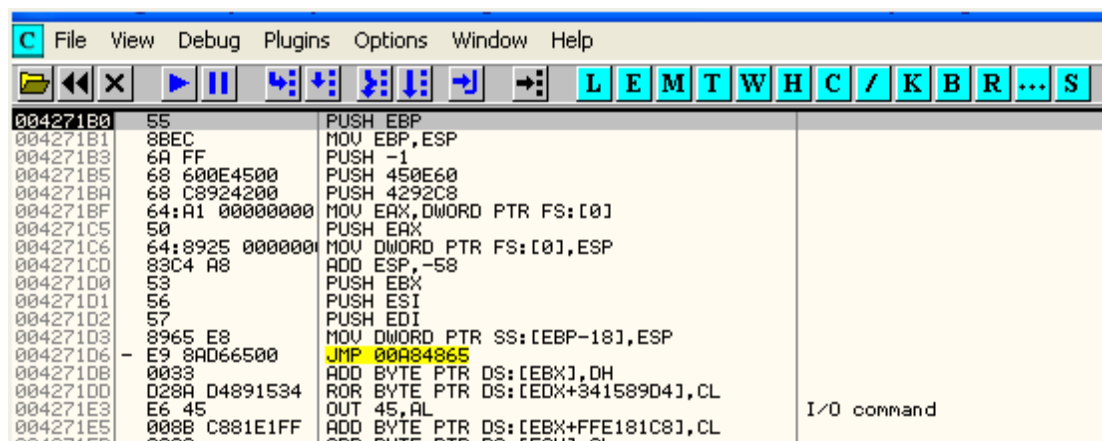 C File View Debug Plugins Options Window Help
L E M T W H C / K B R ... S
004271B0 55 PUSH EBP
004271B1 8BEC MOV EBP,ESP
004271B3 6A FF PUSH -1
004271B5 68 600E4500 PUSH 450E60
004271BA 68 C8924200 PUSH 4292C8
004271BF 64:A1 00000000 MOV EAX,DWORD PTR FS:[0]
004271C5 50 PUSH EAX
004271C6 64:8925 0000000 MOV DWORD PTR FS:[0],ESP
004271CD 83C4 A8 ADD ESP,-58
004271D0 53 PUSH EBX
004271D1 56 PUSH ESI
004271D2 57 PUSH EDI
004271D3 8965 E8 MOV DWORD PTR SS:[EBP-18],ESP
004271D6 - E9 8AD66500 JMP 00A84865
004271DB 0033 ADD BYTE PTR DS:[EBX],DH
004271DD D28A D4891534 ROR BYTE PTR DS:[EDX+341589D4],CL
004271E3 E6 45 OUT 45,AL I/O command
004271E5 008B C881E1FF ADD BYTE PTR DS:[EBX+FFE181C8],CL